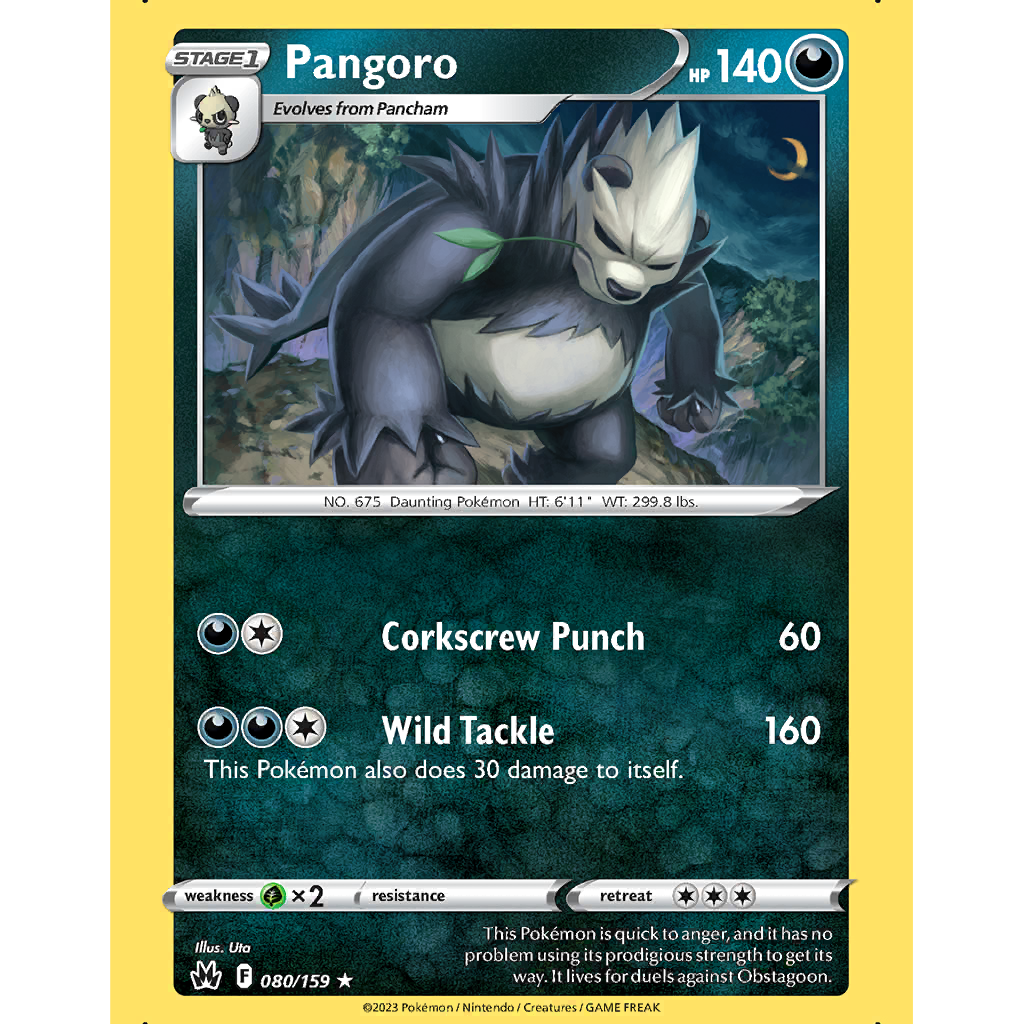 STAGE1
Pangoro
HP 140
Evolves from Pancham
NO. 675 Daunting Pokémon HT: 6'11" WT: 299.8 lbs.
Corkscrew Punch 60
Wild Tackle 160
This Pokémon also does 30 damage to itself.
weakness ×2 resistance retreat
Illus. Uta
This Pokémon is quick to anger, and it has no
problem using its prodigious strength to get its
way. It lives for duels against Obstagoon.
F 080/159 ★
©2023 Pokémon / Nintendo / Creatures / GAME FREAK